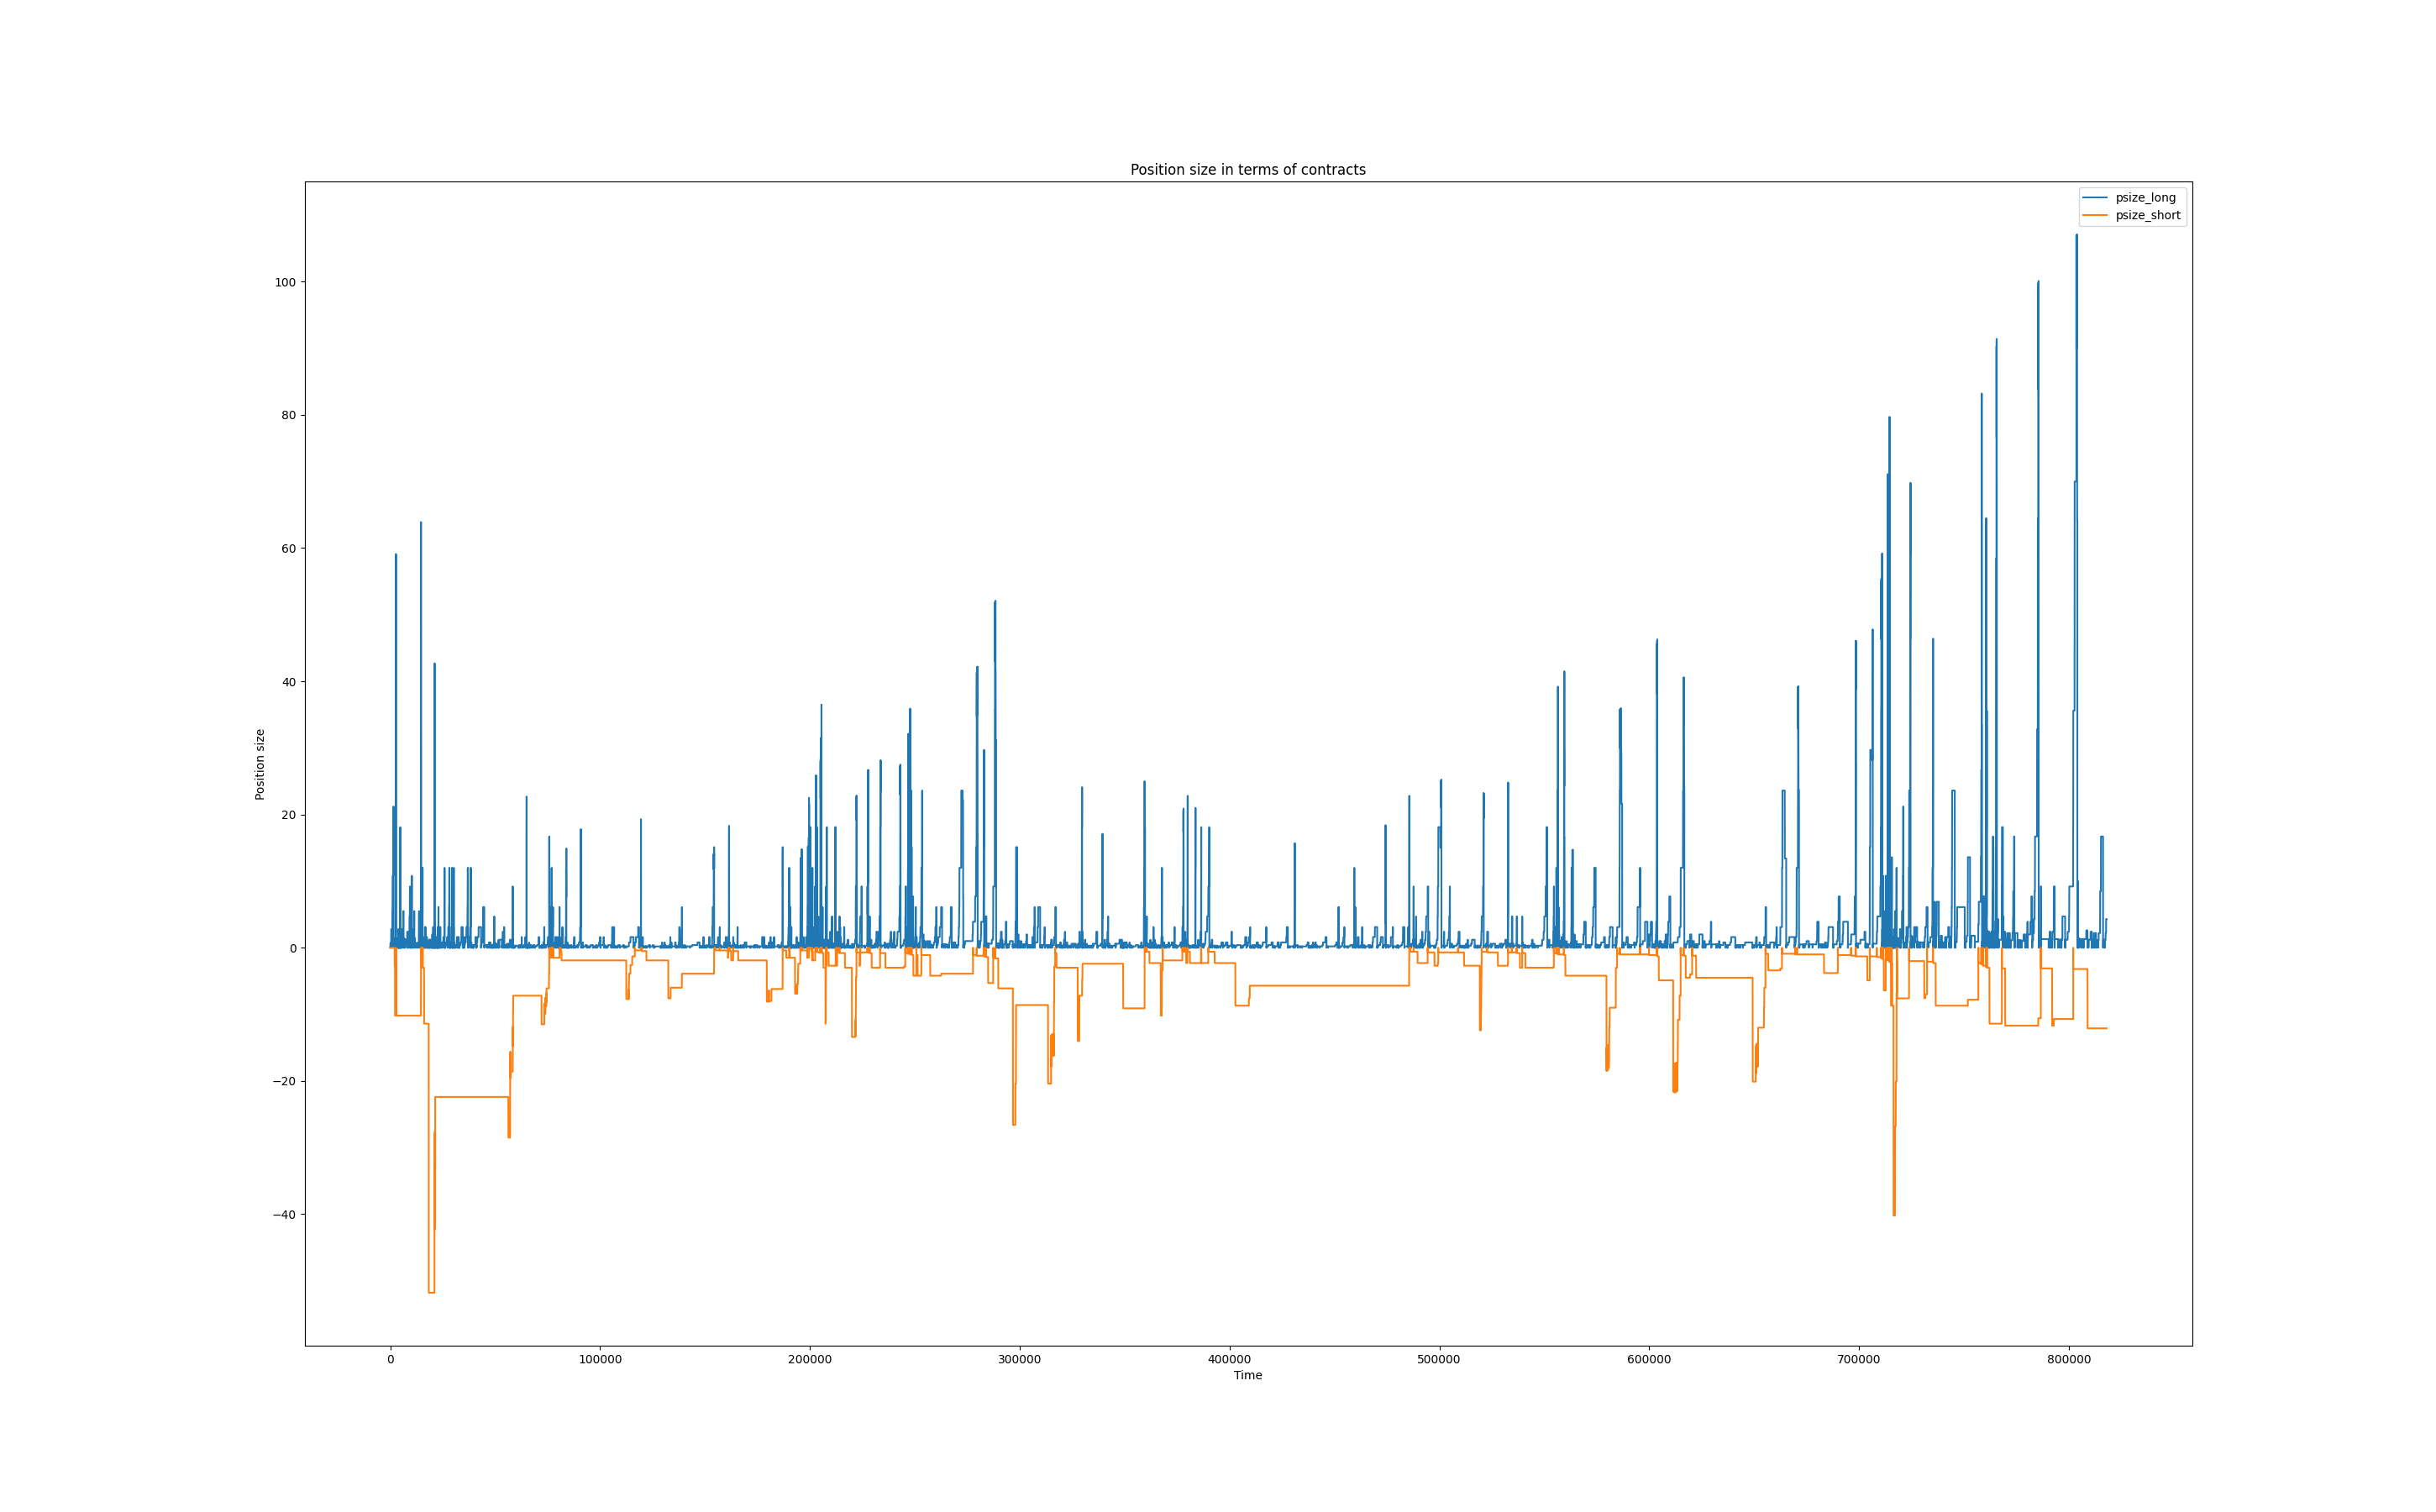 Position size in terms of contracts
psize_long
psize_short
Position size
100
80
60
40
20
0
−20
−40
0 100000 200000 300000 400000 500000 600000 700000 800000
Time